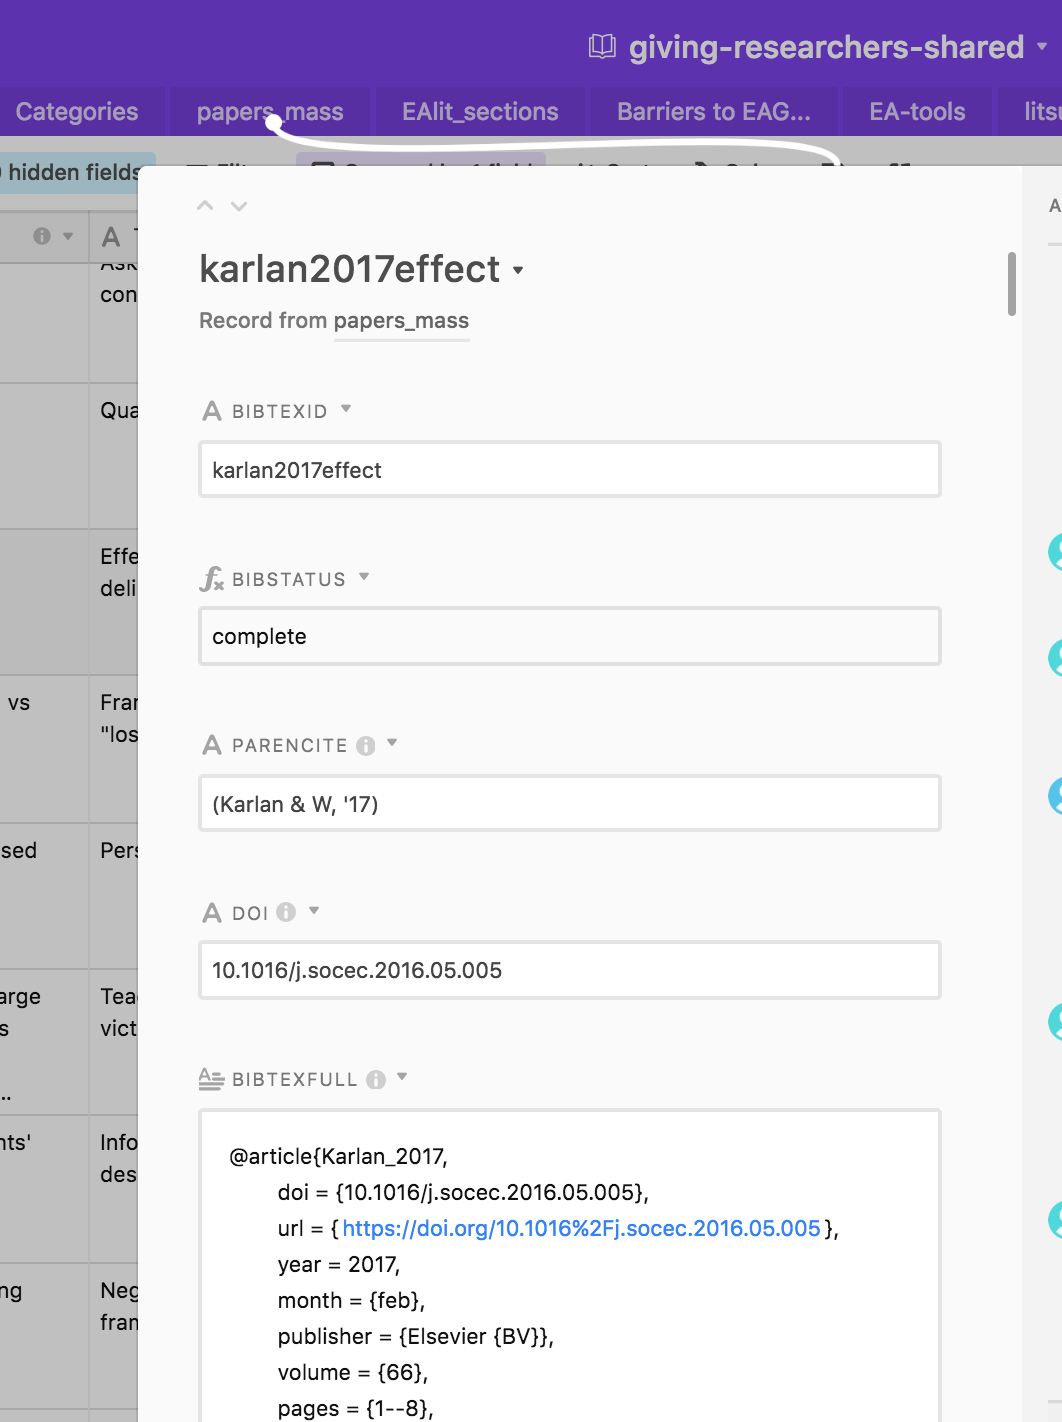 giving-researchers-shared
Categories papers_mass EAlit_sections Barriers to EAG... EA-tools
hidden fields
karlan2017effect
Record from papers_mass
BIBTEXID
karlan2017effect
BIBSTATUS
complete
PARENCITE
(Karlan & W, '17)
DOI
10.1016/j.socec.2016.05.005
BIBTEXFULL
@article{Karlan_2017,
doi = {10.1016/j.socec.2016.05.005},
url = {https://doi.org/10.1016%2Fj.socec.2016.05.005},
year = 2017,
month = {feb},
publisher = {Elsevier {BV}},
volume = {66},
pages = {1--8},
con
Qua
Effe
deli
vs Fran
"los
sed Pers
arge Tea
s vict
...
nts' Info
des
ng Neg
fran